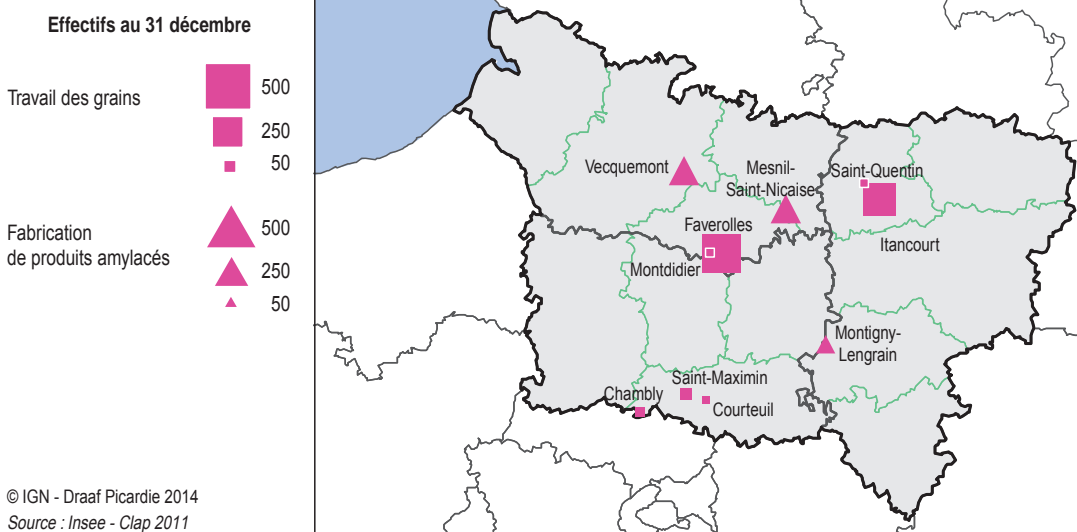 Effectifs au 31 décembre
Travail des grains
500
250
50
Fabrication
de produits amylacés
500
250
50
© IGN - Draaf Picardie 2014
Source : Insee - Clap 2011
Vecquemont
Mesnil-
Saint-Nicaise
Saint-Quentin
Faverolles
Itancourt
Montdidier
Montigny-
Lengrain
Saint-Maximin
Chambly
Courteuil